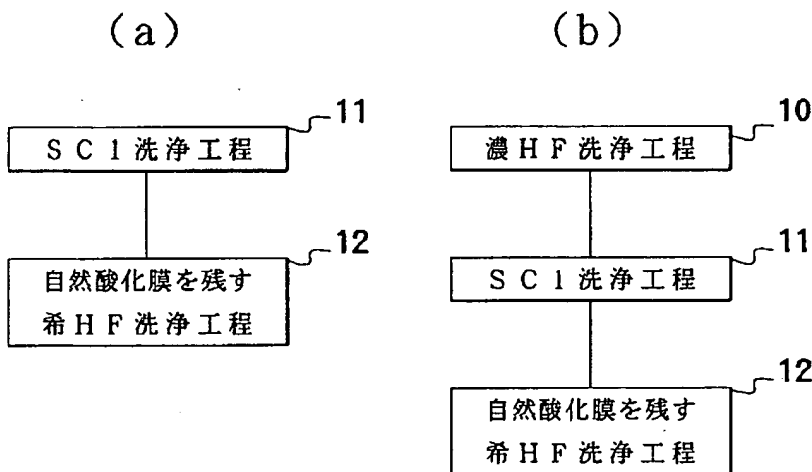 (a)
11
SC1洗浄工程
12
自然酸化膜を残す
希HF洗浄工程
(b)
10
濃HF洗浄工程
11
SC1洗浄工程
12
自然酸化膜を残す
希HF洗浄工程